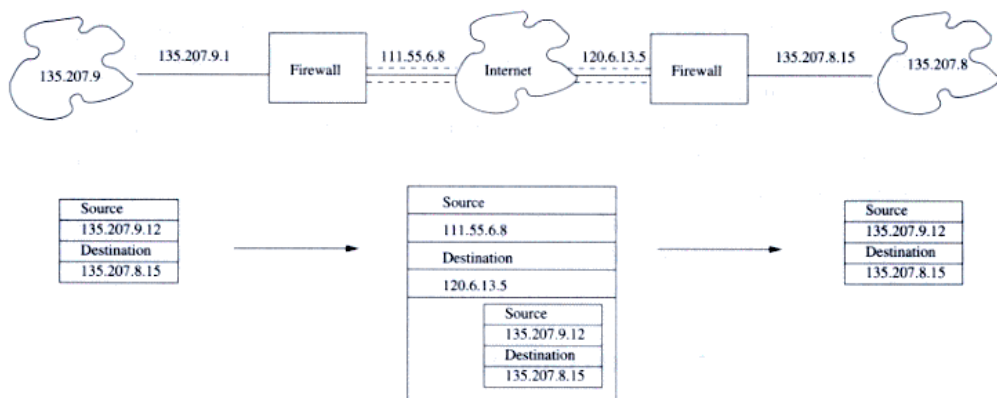 135.207.9
135.207.9.1
Firewall
111.55.6.8
Internet
120.6.13.5
Firewall
135.207.8.15
135.207.8
Source
135.207.9.12
Destination
135.207.8.15
Source
111.55.6.8
Destination
120.6.13.5
Source
135.207.9.12
Destination
135.207.8.15
Source
135.207.9.12
Destination
135.207.8.15